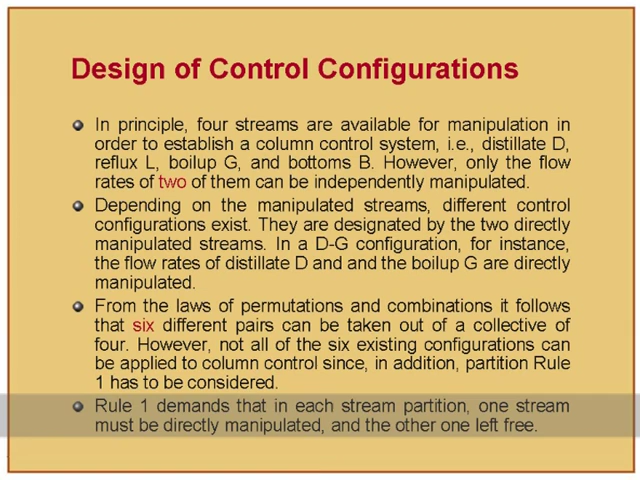 Design of Control Configurations
In principle, four streams are available for manipulation in
order to establish a column control system, i.e., distillate D,
reflux L, boilup G, and bottoms B. However, only the flow
rates of two of them can be independently manipulated.
Depending on the manipulated streams, different control
configurations exist. They are designated by the two directly
manipulated streams. In a D-G configuration, for instance,
the flow rates of distillate D and and the boilup G are directly
manipulated.
From the laws of permutations and combinations it follows
that six different pairs can be taken out of a collective of
four. However, not all of the six existing configurations can
be applied to column control since, in addition, partition Rule
1 has to be considered.
Rule 1 demands that in each stream partition, one stream
must be directly manipulated, and the other one left free.